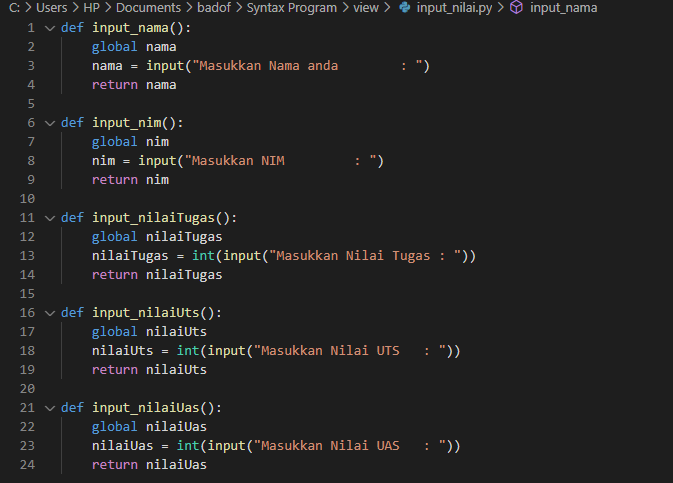 C: > Users > HP > Documents > badof > Syntax Program > view > input_nilai.py > input_nama
1 def input_nama():
2     global nama
3     nama = input("Masukkan Nama anda        : ")
4     return nama
5
6 def input_nim():
7     global nim
8     nim = input("Masukkan NIM         : ")
9     return nim
10
11 def input_nilaiTugas():
12     global nilaiTugas
13     nilaiTugas = int(input("Masukkan Nilai Tugas : "))
14     return nilaiTugas
15
16 def input_nilaiUts():
17     global nilaiUts
18     nilaiUts = int(input("Masukkan Nilai UTS   : "))
19     return nilaiUts
20
21 def input_nilaiUas():
22     global nilaiUas
23     nilaiUas = int(input("Masukkan Nilai UAS   : "))
24     return nilaiUas